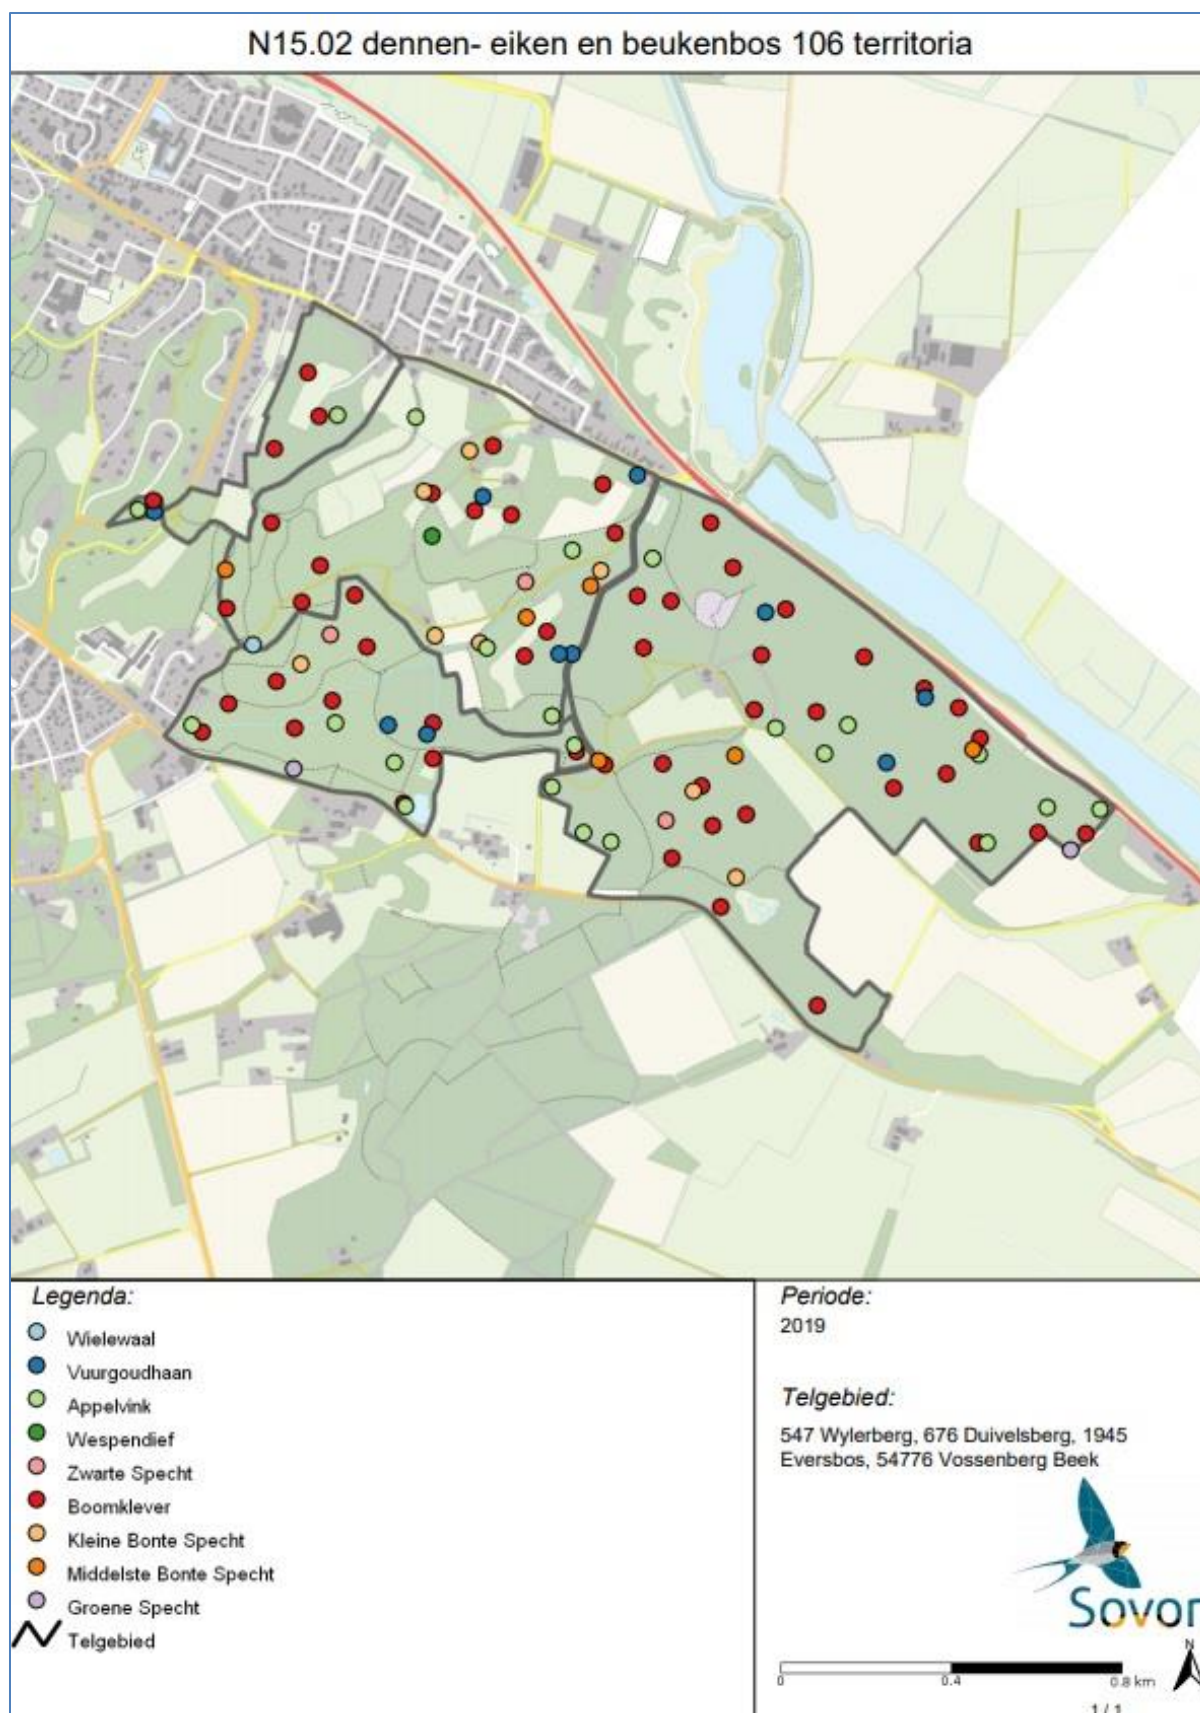 N15.02 dennen- eiken en beukenbos 106 territoria
Legenda:
Wielewaal
Vuurgoudhaan
Appelvink
Wespendief
Zwarte Specht
Boomklever
Kleine Bonte Specht
Middelste Bonte Specht
Groene Specht
Telgebied
Periode:
2019
Telgebied:
547 Wylerberg, 676 Duivelsberg, 1945
Eversbos, 54776 Vossenberg Beek
Sovon
N
0 0.4 0.8 km
1 / 1